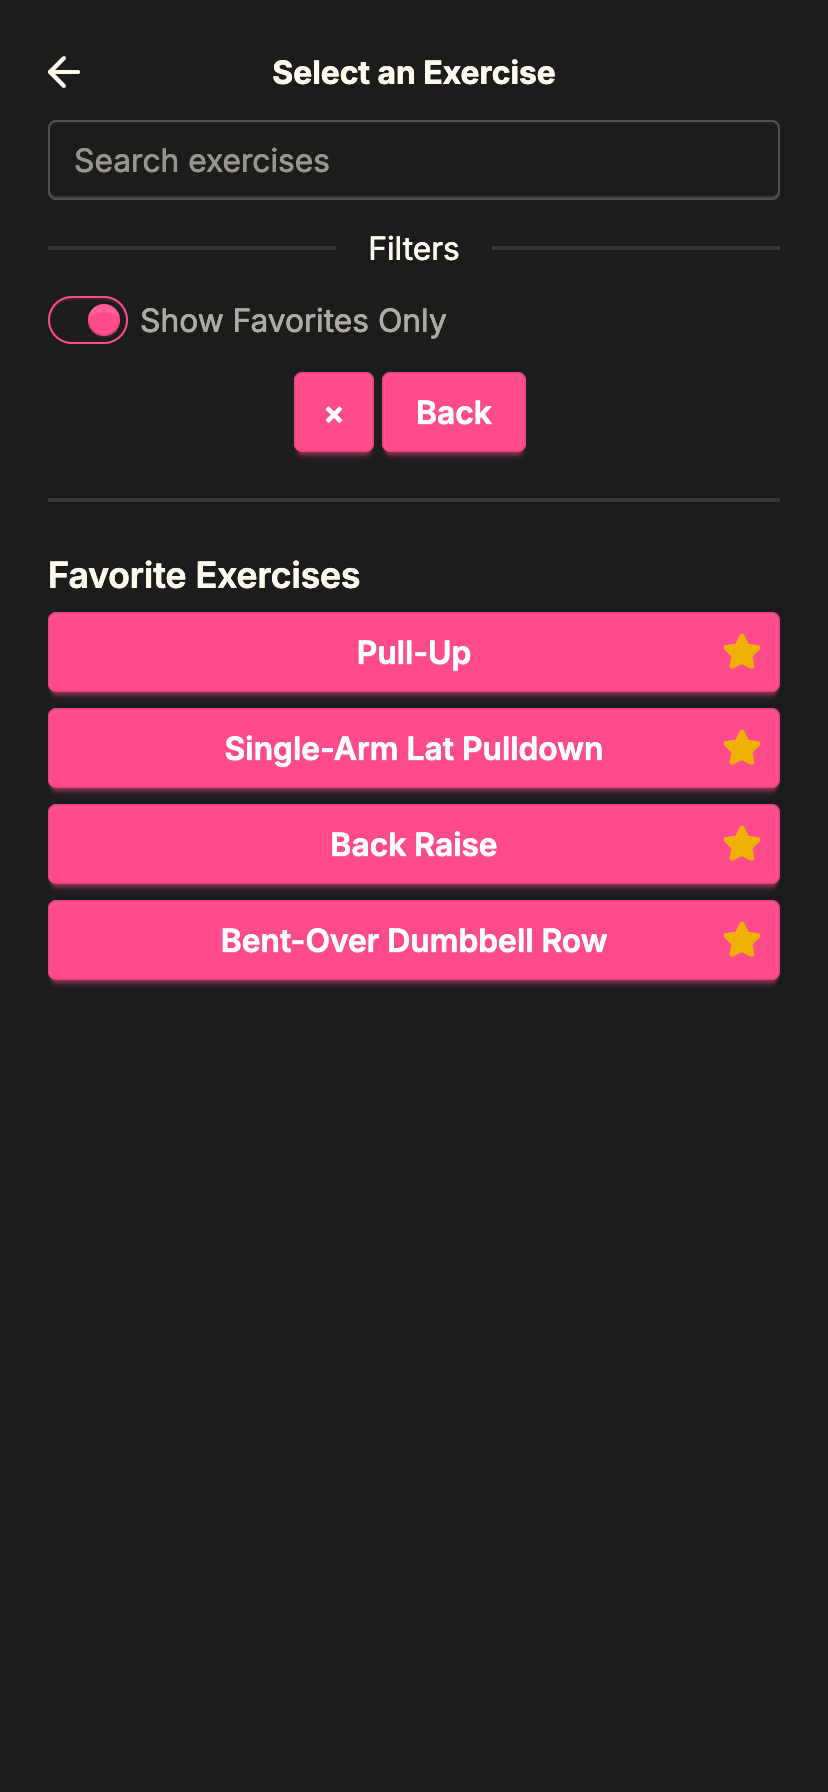 Select an Exercise
Search exercises
Filters
Show Favorites Only
× Back
Favorite Exercises
Pull-Up
Single-Arm Lat Pulldown
Back Raise
Bent-Over Dumbbell Row